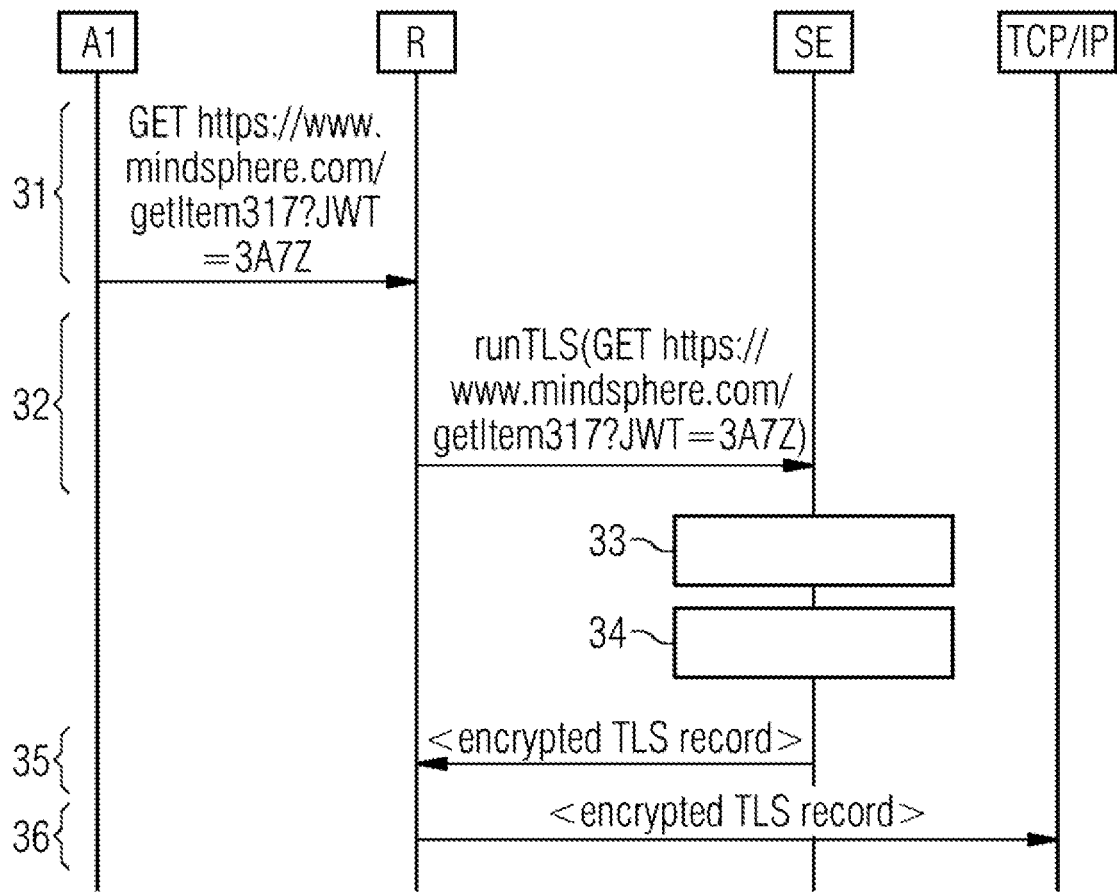 A1
R
SE
TCP/IP
31
GET https://www.
mindsphere.com/
getItem317?JWT
=3A7Z
32
runTLS(GET https://
www.mindsphere.com/
getItem317?JWT=3A7Z)
33
34
35
<encrypted TLS record>
36
<encrypted TLS record>